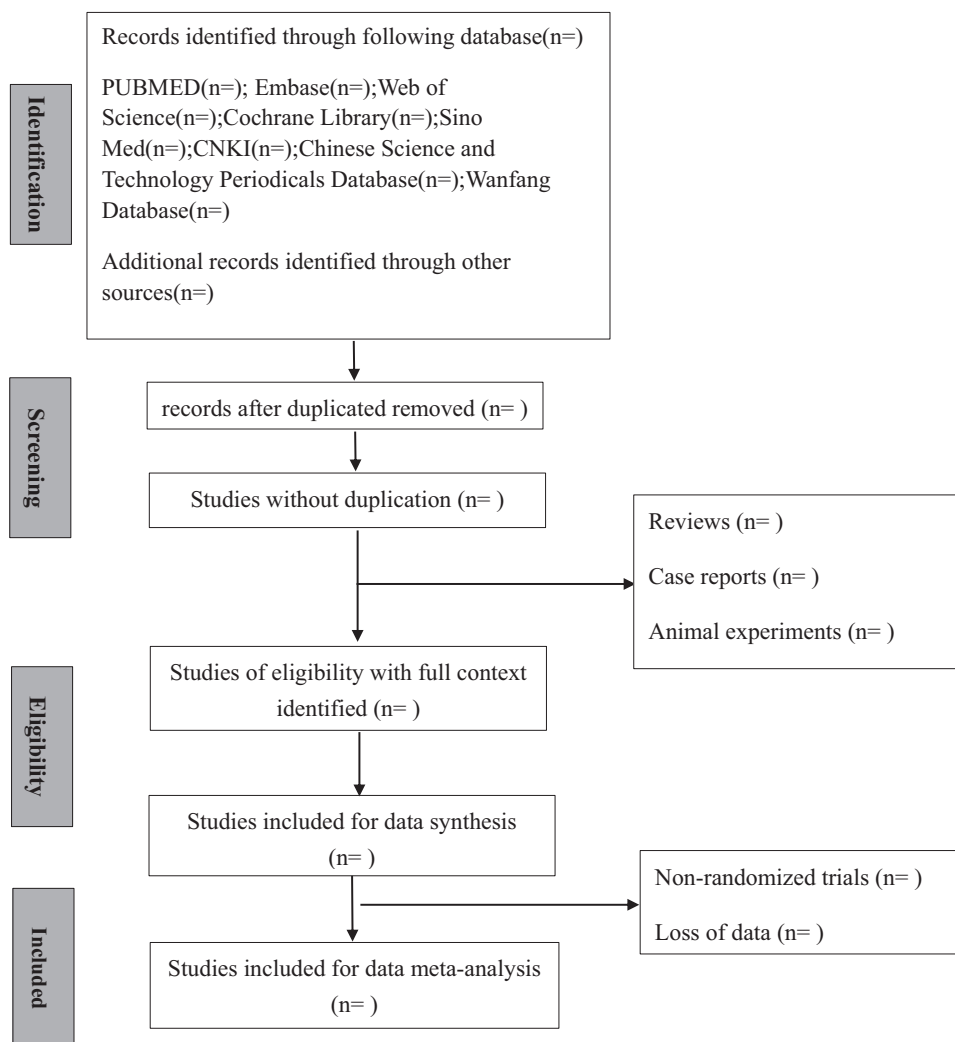 Identification
Records identified through following database(n=)
PUBMED(n=); Embase(n=);Web of
Science(n=);Cochrane Library(n=);Sino
Med(n=);CNKI(n=);Chinese Science and
Technology Periodicals Database(n=);Wanfang
Database(n=)
Additional records identified through other
sources(n=)
Screening
records after duplicated removed (n= )
Studies without duplication (n= )
Reviews (n= )
Case reports (n= )
Animal experiments (n= )
Eligibility
Studies of eligibility with full context
identified (n= )
Studies included for data synthesis
(n= )
Included
Non-randomized trials (n= )
Loss of data (n= )
Studies included for data meta-analysis
(n= )